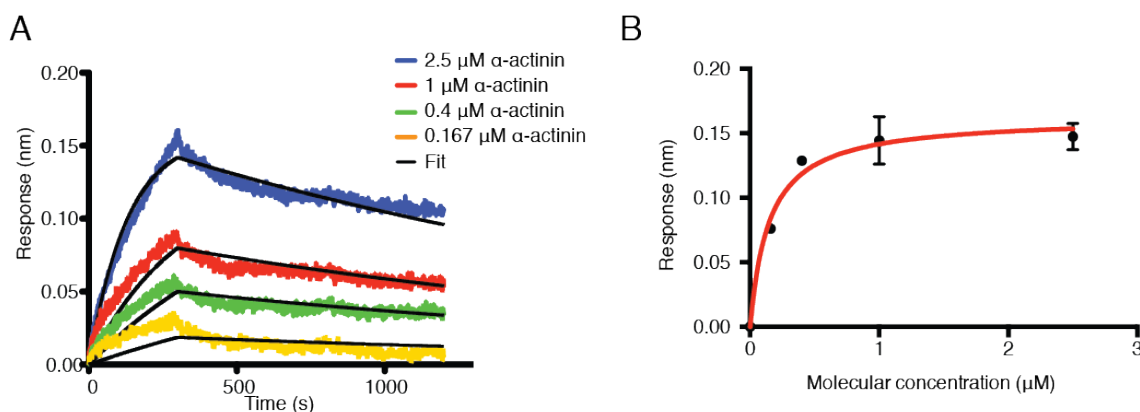 A
2.5 µM α-actinin
1 µM α-actinin
0.4 µM α-actinin
0.167 µM α-actinin
Fit
0.20
0.15
0.10
0.05
0.00
Response (nm)
0
500
1000
Time (s)
B
0.20
0.15
0.10
0.05
0.00
Response (nm)
0
1
2
3
Molecular concentration (µM)